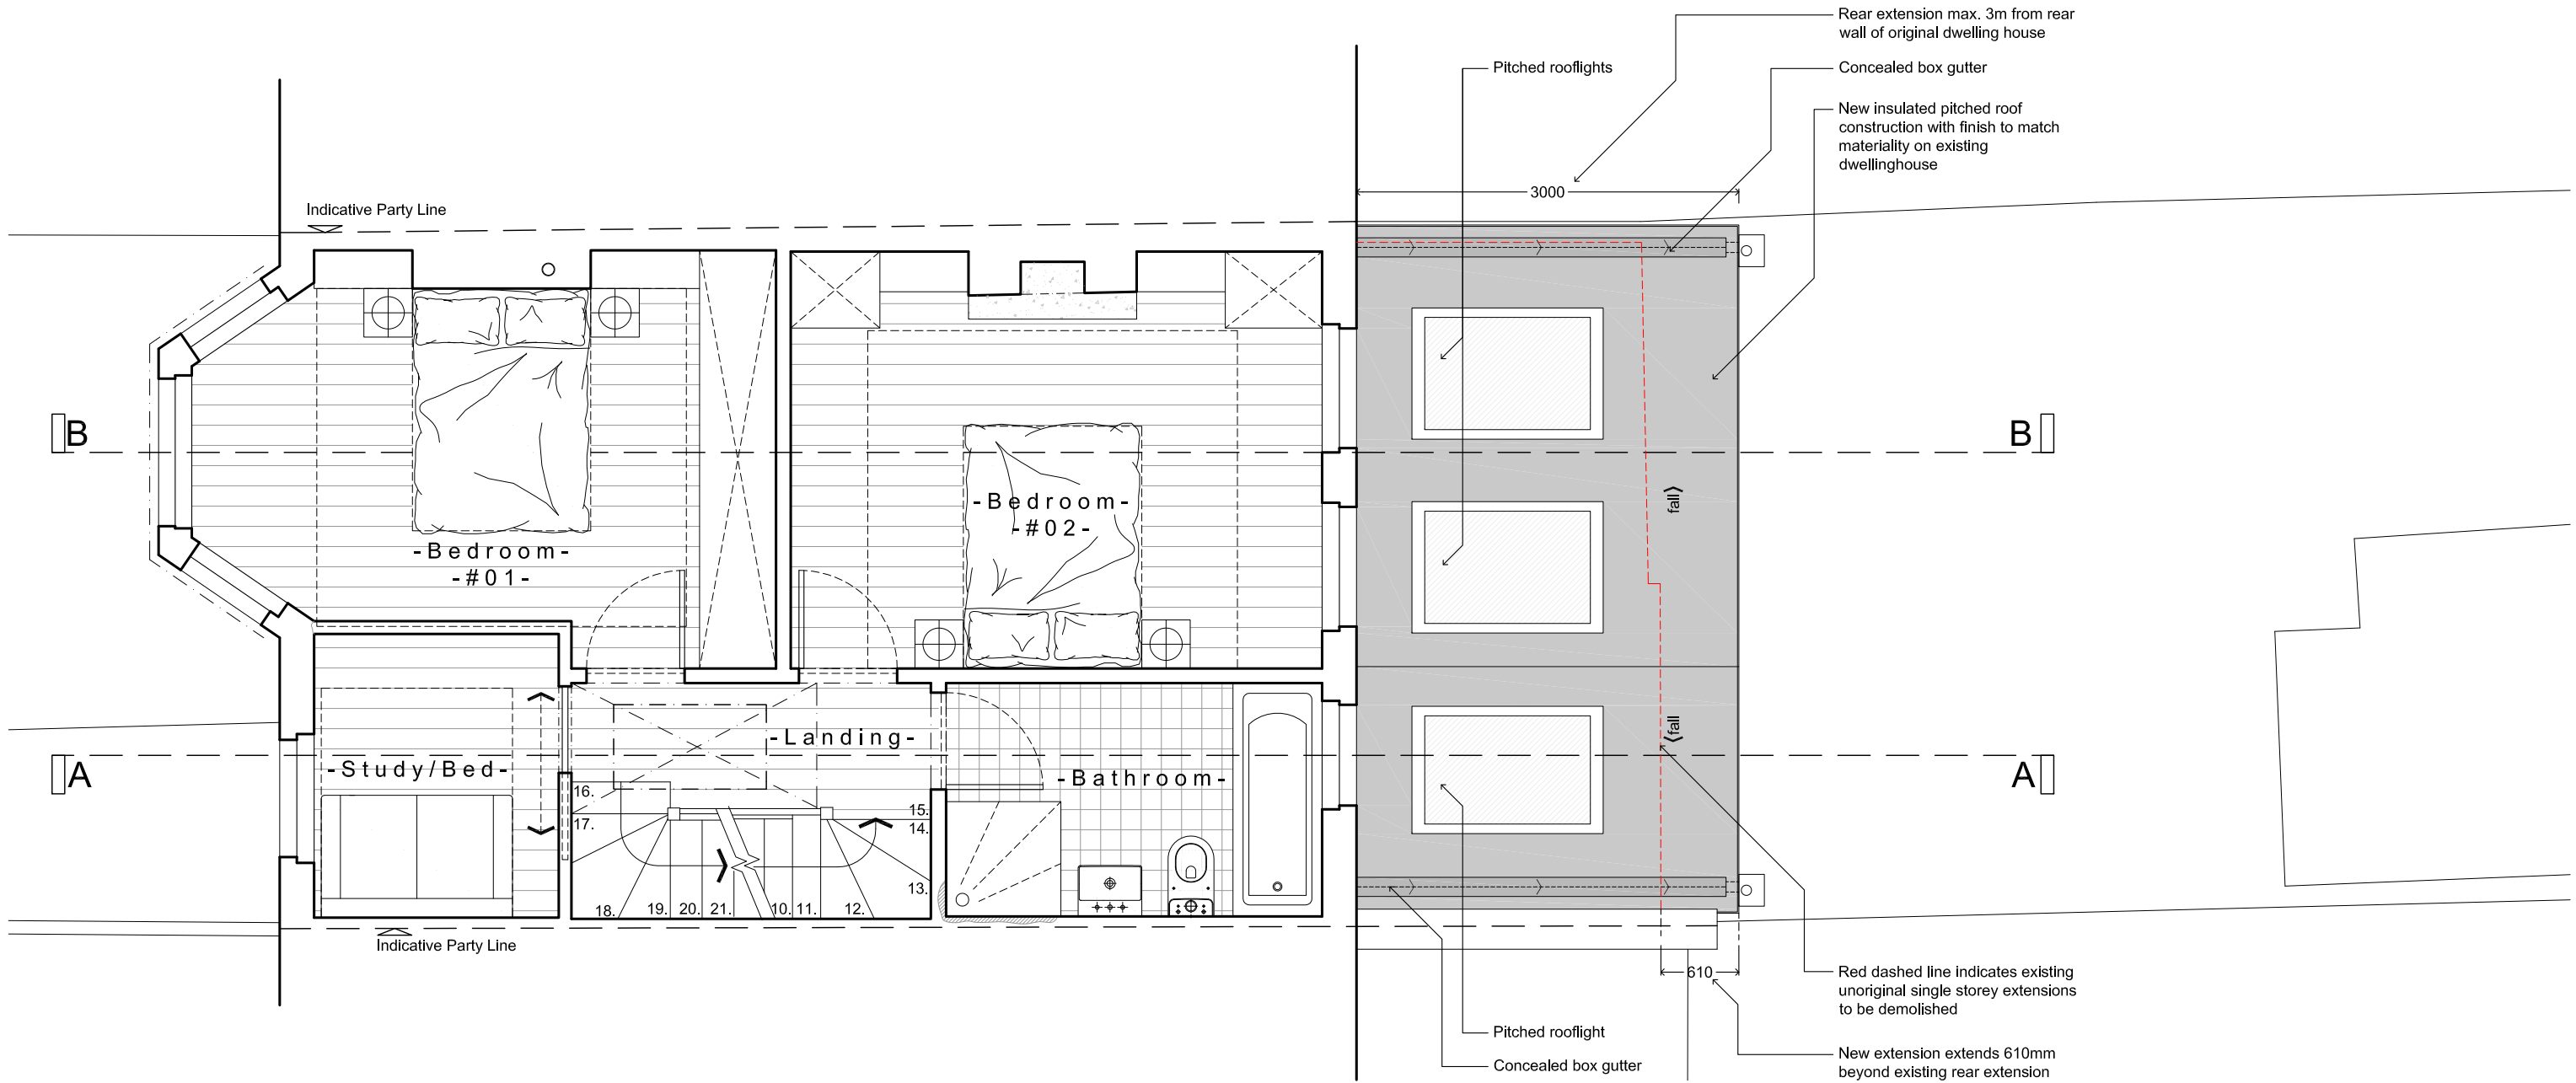 Rear extension max. 3m from rear
wall of original dwelling house
Pitched rooflights
Concealed box gutter
New insulated pitched roof
construction with finish to match
materiality on existing
dwellinghouse
3000
Indicative Party Line
B
B
-Bedroom-
-#02-
fall
-Bedroom-
-#01-
fall
-Landing-
-Study/Bed-
A
-Bathroom-
A
16.
17.
15.
14.
13.
18.
19.
20.
21.
10.
11.
12.
Indicative Party Line
610
Red dashed line indicates existing
unoriginal single storey extensions
to be demolished
Pitched rooflight
Concealed box gutter
New extension extends 610mm
beyond existing rear extension